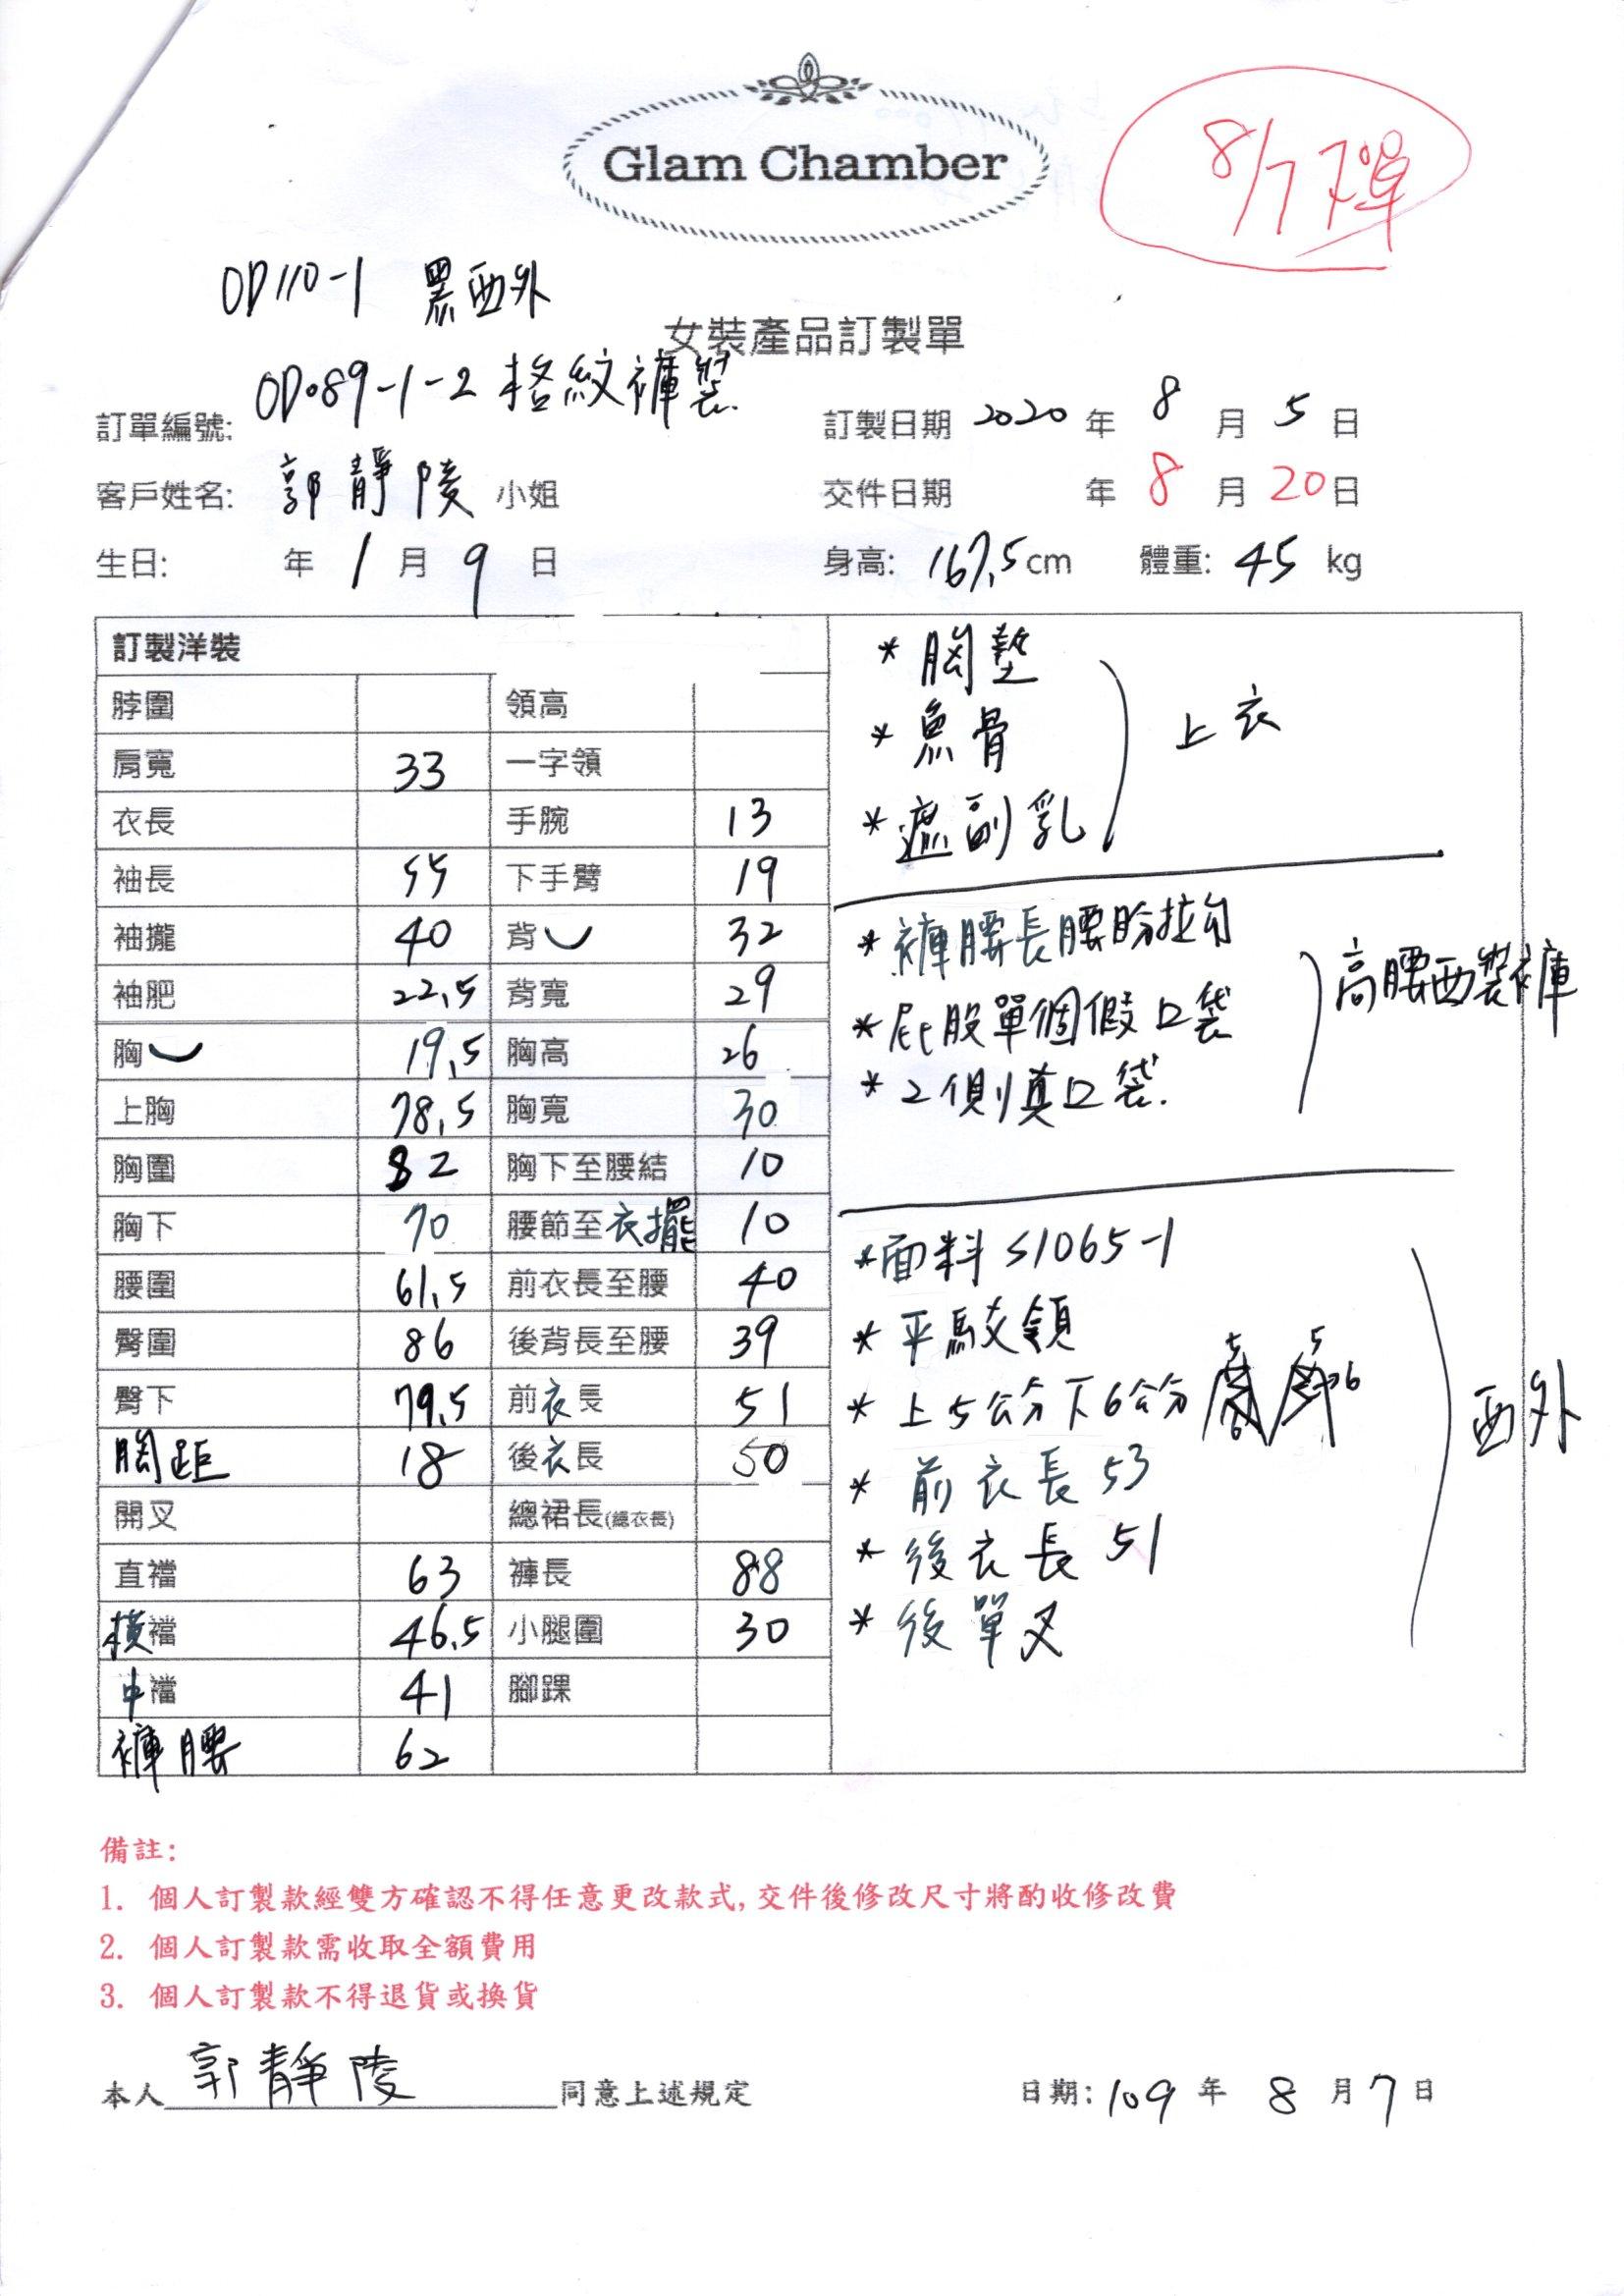 Glam Chamber
8/7 下單
OD110-1 黑西外
女裝產品訂製單
訂單編號: OD089-1-2 格紋褲裝
訂製日期 2020 年 8 月 5 日
客戶姓名: 郭靜陵 小姐
交件日期 年 8 月 20 日
生日: 年 1 月 9 日
身高: 167.5 cm 體重: 45 kg
訂製洋裝
脖圍 領高
肩寬 33 一字領
衣長 手腕 13
袖長 55 下手臂 19
袖攏 40 背 32
袖肥 22.5 背寬 29
胸 19.5 胸高 26
上胸 78.5 胸寬 30
胸圍 82 胸下至腰結 10
胸下 70 腰節至衣擺 10
腰圍 61.5 前衣長至腰 40
臀圍 86 後背長至腰 39
臀下 79.5 前衣長 51
胸距 18 後衣長 50
開叉 總裙長(總衣長)
直襠 63 褲長 88
橫襠 46.5 小腿圍 30
中襠 41 腳踝
褲腰 62
* 胸墊
* 魚骨
* 遮副乳
上衣
* 褲腰長腰 拉勾
* 屁股單個假口袋
* 2側真口袋.
高腰西裝褲
* 面料 S1065-1
* 平駁領
* 上5公分下6公分 5 6
* 前衣長 53
* 後衣長 51
* 後單叉
西外
備註:
1. 個人訂製款經雙方確認不得任意更改款式, 交件後修改尺寸將酌收修改費
2. 個人訂製款需收取全額費用
3. 個人訂製款不得退貨或換貨
本人 郭靜陵 同意上述規定
日期: 109 年 8 月 7 日